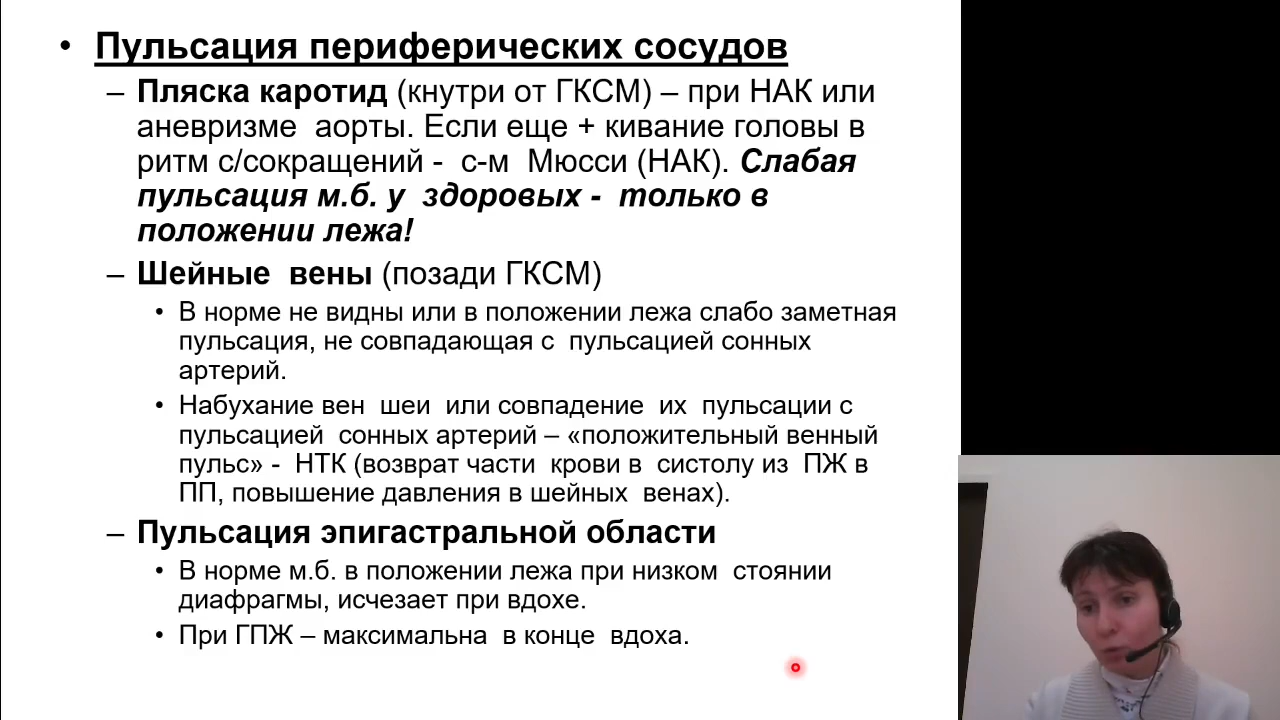 • Пульсация периферических сосудов
– Пляска каротид (кнутри от ГКСМ) – при НАК или
аневризме аорты. Если еще + кивание головы в
ритм с/сокращений - с-м Мюсси (НАК). Слабая
пульсация м.б. у здоровых - только в
положении лежа!
– Шейные вены (позади ГКСМ)
• В норме не видны или в положении лежа слабо заметная
пульсация, не совпадающая с пульсацией сонных
артерий.
• Набухание вен шеи или совпадение их пульсации с
пульсацией сонных артерий – «положительный венный
пульс» - НТК (возврат части крови в систолу из ПЖ в
ПП, повышение давления в шейных венах).
– Пульсация эпигастральной области
• В норме м.б. в положении лежа при низком стоянии
диафрагмы, исчезает при вдохе.
• При ГПЖ – максимальна в конце вдоха.